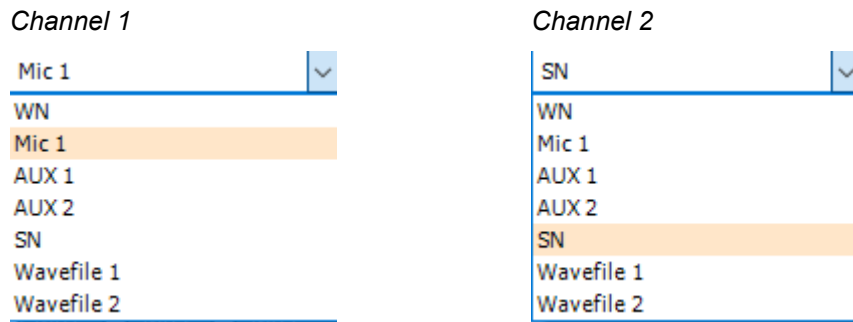 Channel 1
Mic 1
WN
Mic 1
AUX 1
AUX 2
SN
Wavefile 1
Wavefile 2
Channel 2
SN
WN
Mic 1
AUX 1
AUX 2
SN
Wavefile 1
Wavefile 2